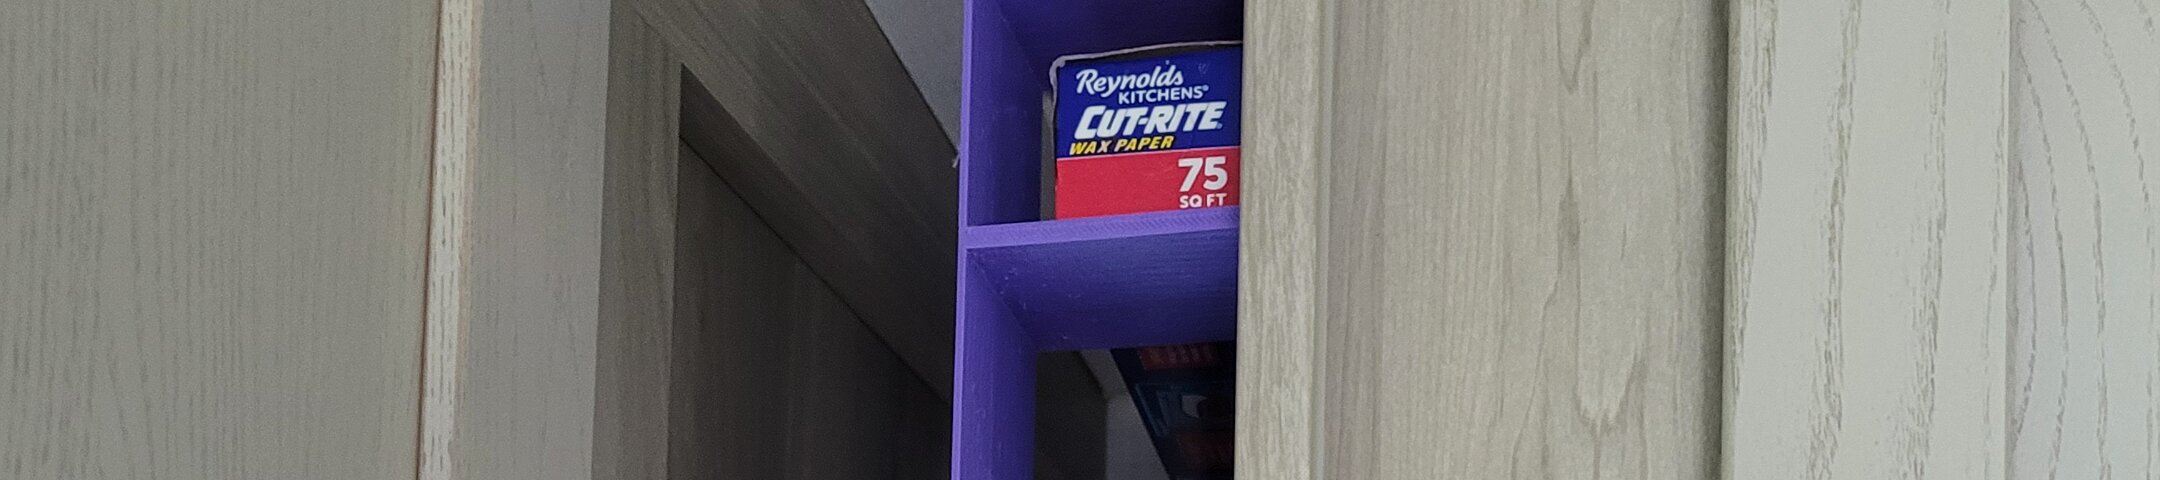 Reynolds
KITCHENS®
CUT-RITE®
WAX PAPER
75
SQ FT